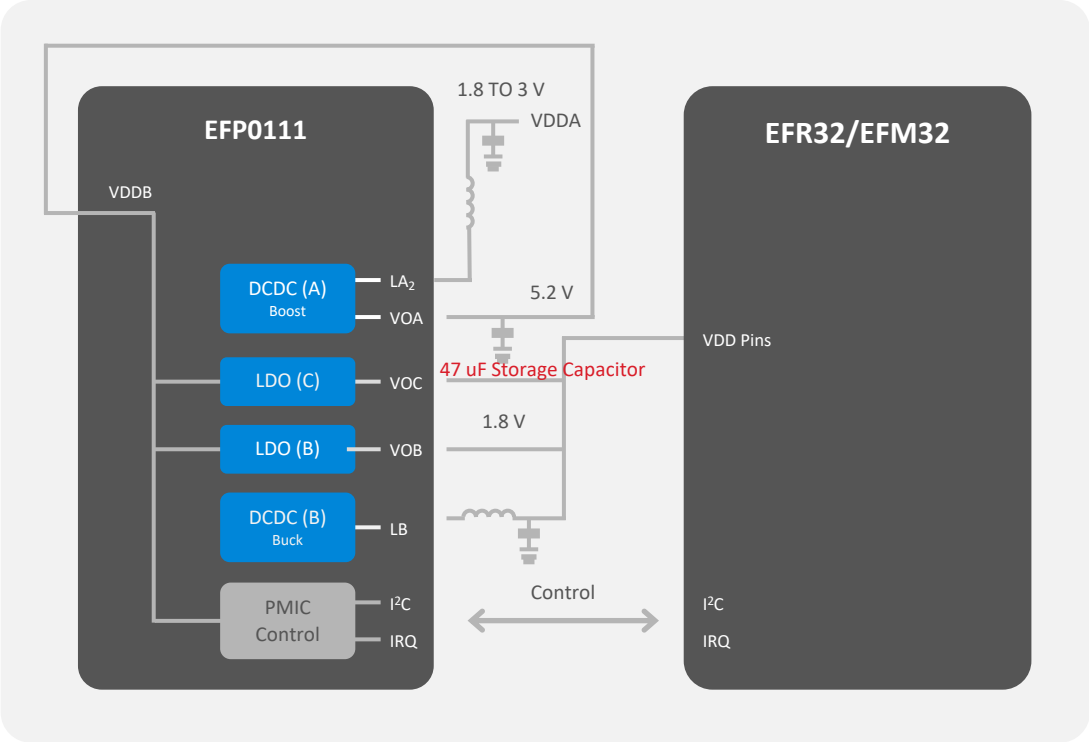 1.8 TO 3 V
VDDA
EFP0111
EFR32/EFM32
VDDB
DCDC (A)
Boost
LA2
VOA
5.2 V
VDD Pins
47 uF Storage Capacitor
LDO (C)
VOC
1.8 V
LDO (B)
VOB
DCDC (B)
Buck
LB
PMIC
Control
I²C
IRQ
Control
I²C
IRQ